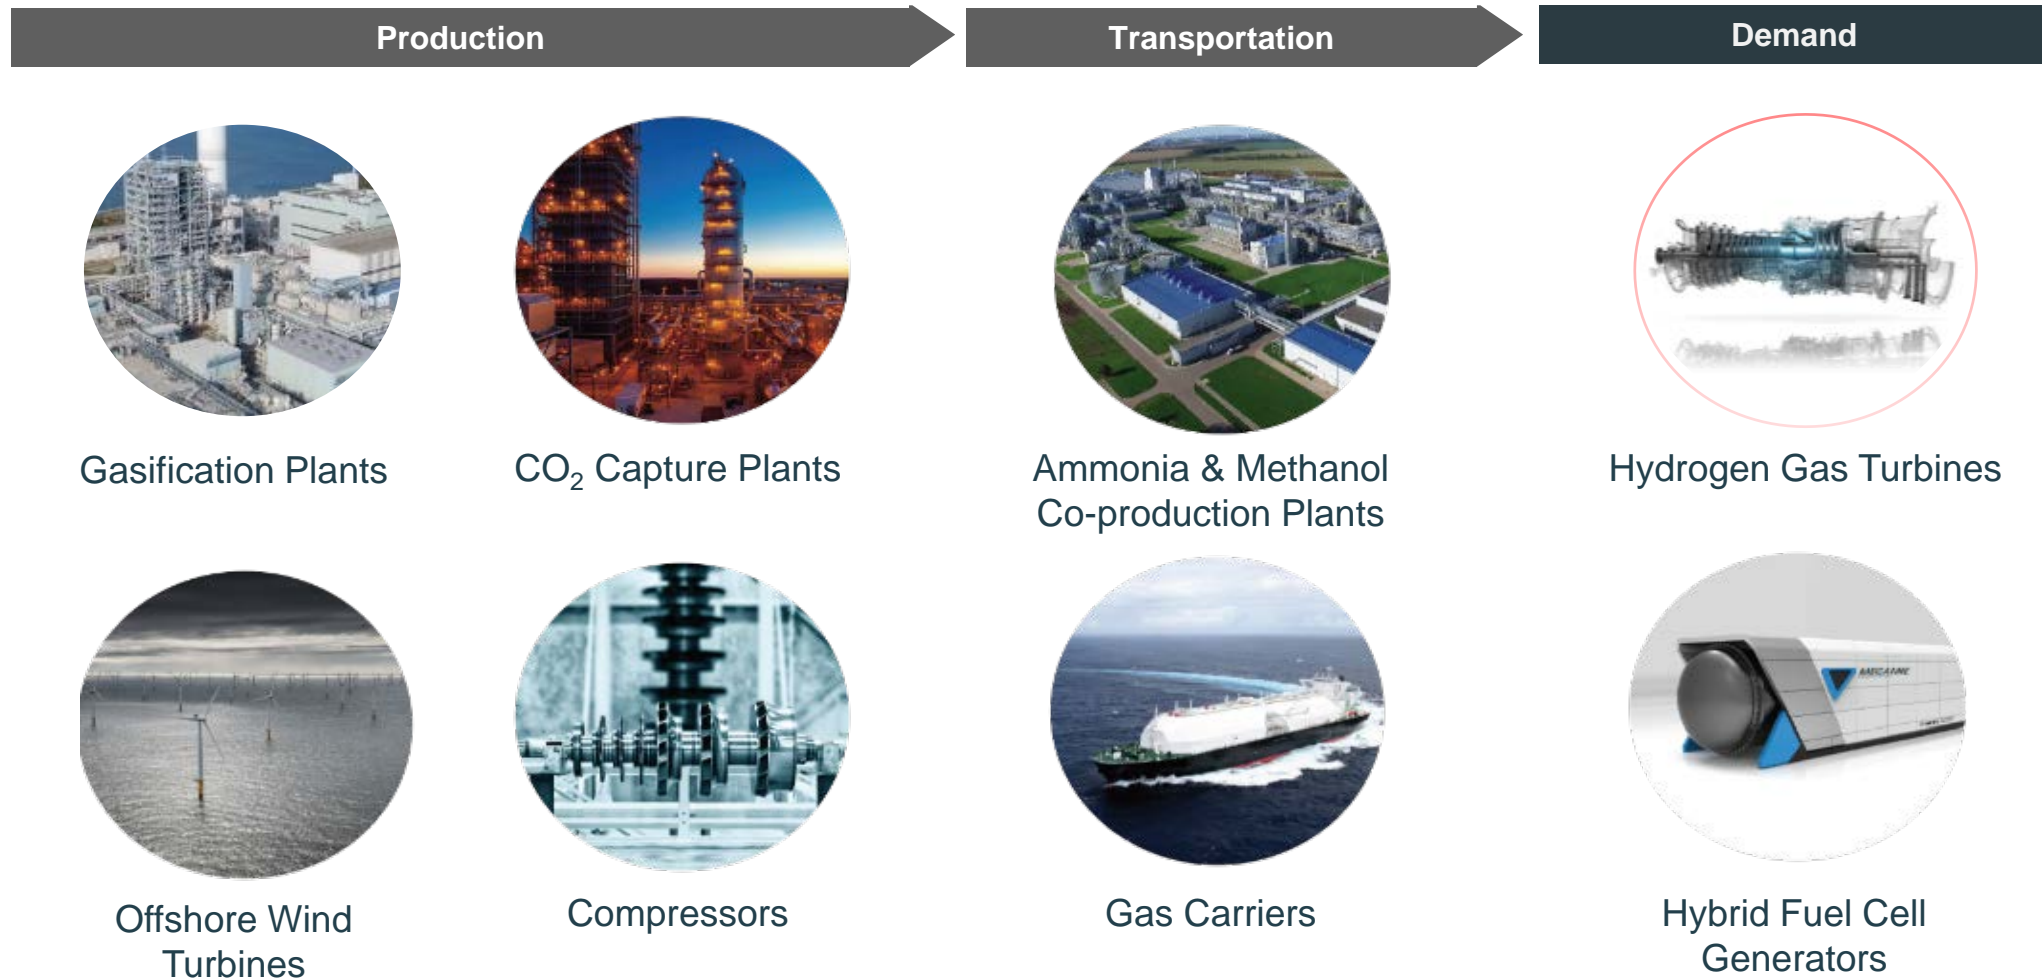 Production
Transportation
Demand
Gasification Plants
CO₂ Capture Plants
Ammonia & Methanol
Co-production Plants
Hydrogen Gas Turbines
MEGAMIE
Offshore Wind
Turbines
Compressors
Gas Carriers
Hybrid Fuel Cell
Generators